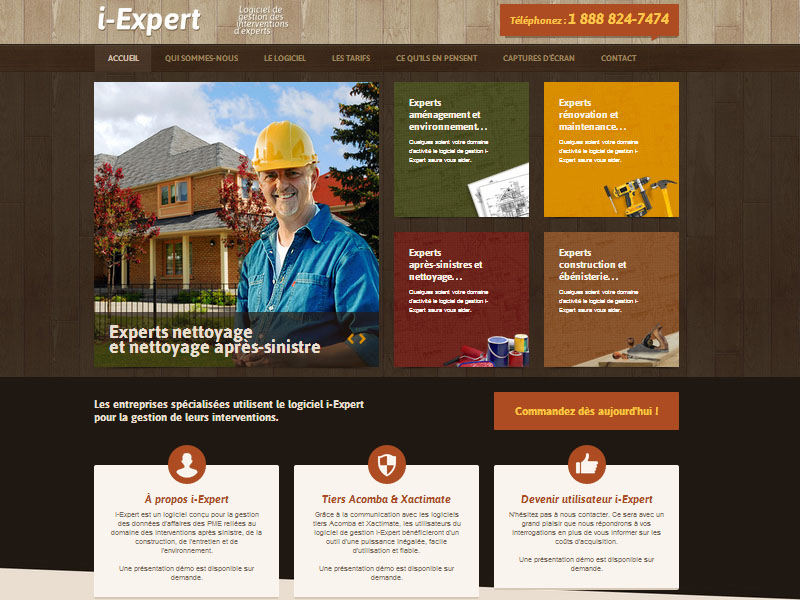 i-Expert
Logiciel de
gestion des
interventions
d'experts
Téléphonez : 1 888 824-7474
ACCUEIL QUI SOMMES-NOUS LE LOGICIEL LES TARIFS CE QU'ILS EN PENSENT CAPTURES D'ÉCRAN CONTACT
Experts nettoyage
et nettoyage après-sinistre
Experts
aménagement et
environnement...
Quelques soient votre domaine
d'activité le logiciel de gestion i-
Expert saura vous aider.
Experts
rénovation et
maintenance...
Quelques soient votre domaine
d'activité le logiciel de gestion i-
Expert saura vous aider.
Experts
après-sinistres et
nettoyage...
Quelques soient votre domaine
d'activité le logiciel de gestion i-
Expert saura vous aider.
Experts
construction et
ébénisterie...
Quelques soient votre domaine
d'activité le logiciel de gestion i-
Expert saura vous aider.
Les entreprises spécialisées utilisent le logiciel i-Expert
pour la gestion de leurs interventions.
Commandez dès aujourd'hui !
À propos i-Expert
i-Expert est un logiciel conçu pour la gestion
des données d'affaires des PME reliées au
domaine des interventions après sinistre, de la
construction, de l'entretien et de
l'environnement.
Une présentation démo est disponible sur
demande.
Tiers Acomba & Xactimate
Grâce à la communication avec les logiciels
tiers Acomba et Xactimate, les utilisateurs du
logiciel de gestion i-Expert bénéficieront d'un
outil d'une puissance inégalée, facile
d'utilisation et fiable.
Une présentation démo est disponible sur
demande.
Devenir utilisateur i-Expert
N'hésitez pas à nous contacter. Ce sera avec un
grand plaisir que nous répondrons à vos
interrogations en plus de vous informer sur les
coûts d'acquisition.
Une présentation démo est disponible sur
demande.